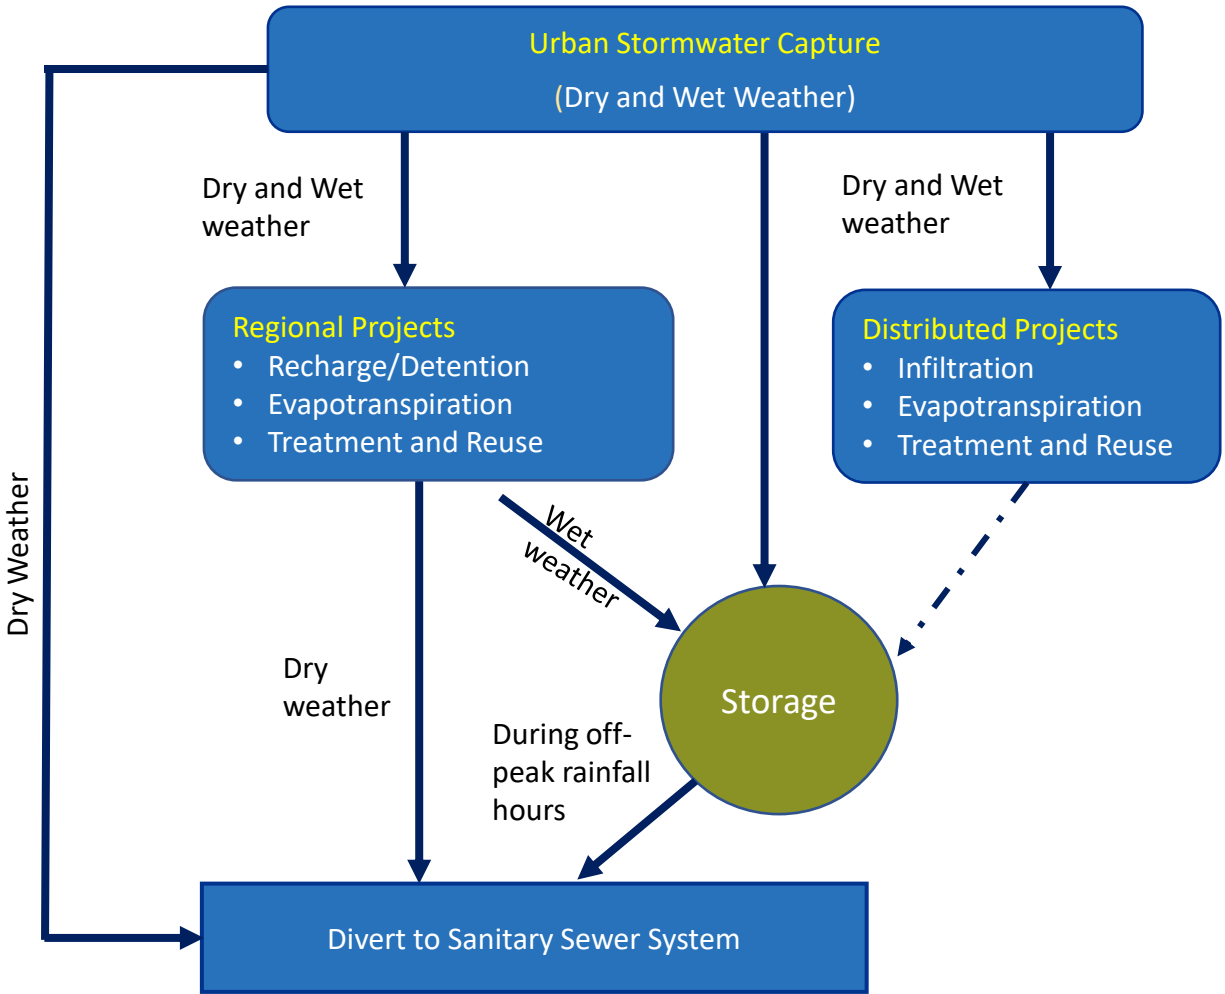 Urban Stormwater Capture
(Dry and Wet Weather)
Dry and Wet
weather
Dry and Wet
weather
Regional Projects
• Recharge/Detention
• Evapotranspiration
• Treatment and Reuse
Distributed Projects
• Infiltration
• Evapotranspiration
• Treatment and Reuse
Dry Weather
Wet
weather
Dry
weather
Storage
During off-
peak rainfall
hours
Divert to Sanitary Sewer System